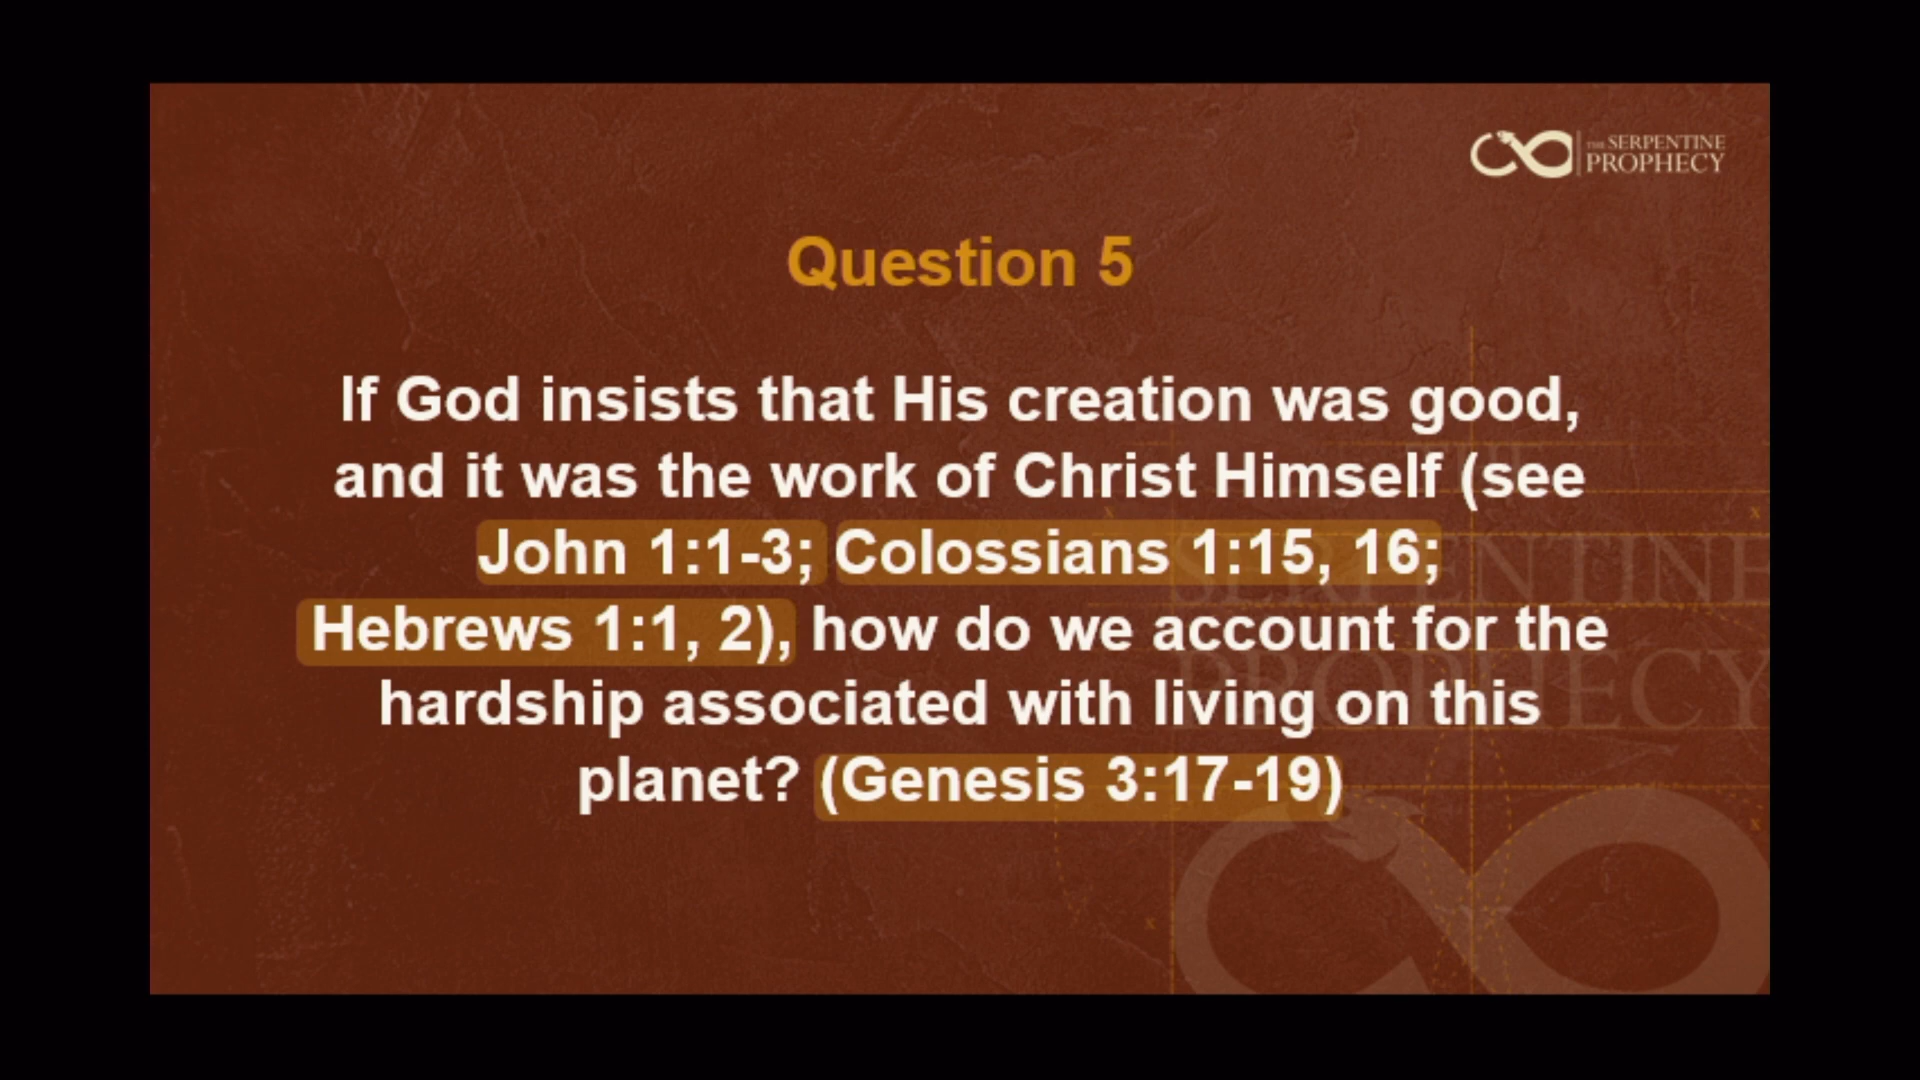 THE SERPENTINE
PROPHECY
Question 5
If God insists that His creation was good,
and it was the work of Christ Himself (see
John 1:1-3; Colossians 1:15, 16;
Hebrews 1:1, 2), how do we account for the
hardship associated with living on this
planet? (Genesis 3:17-19)
SERPENTINE
PROPHECY